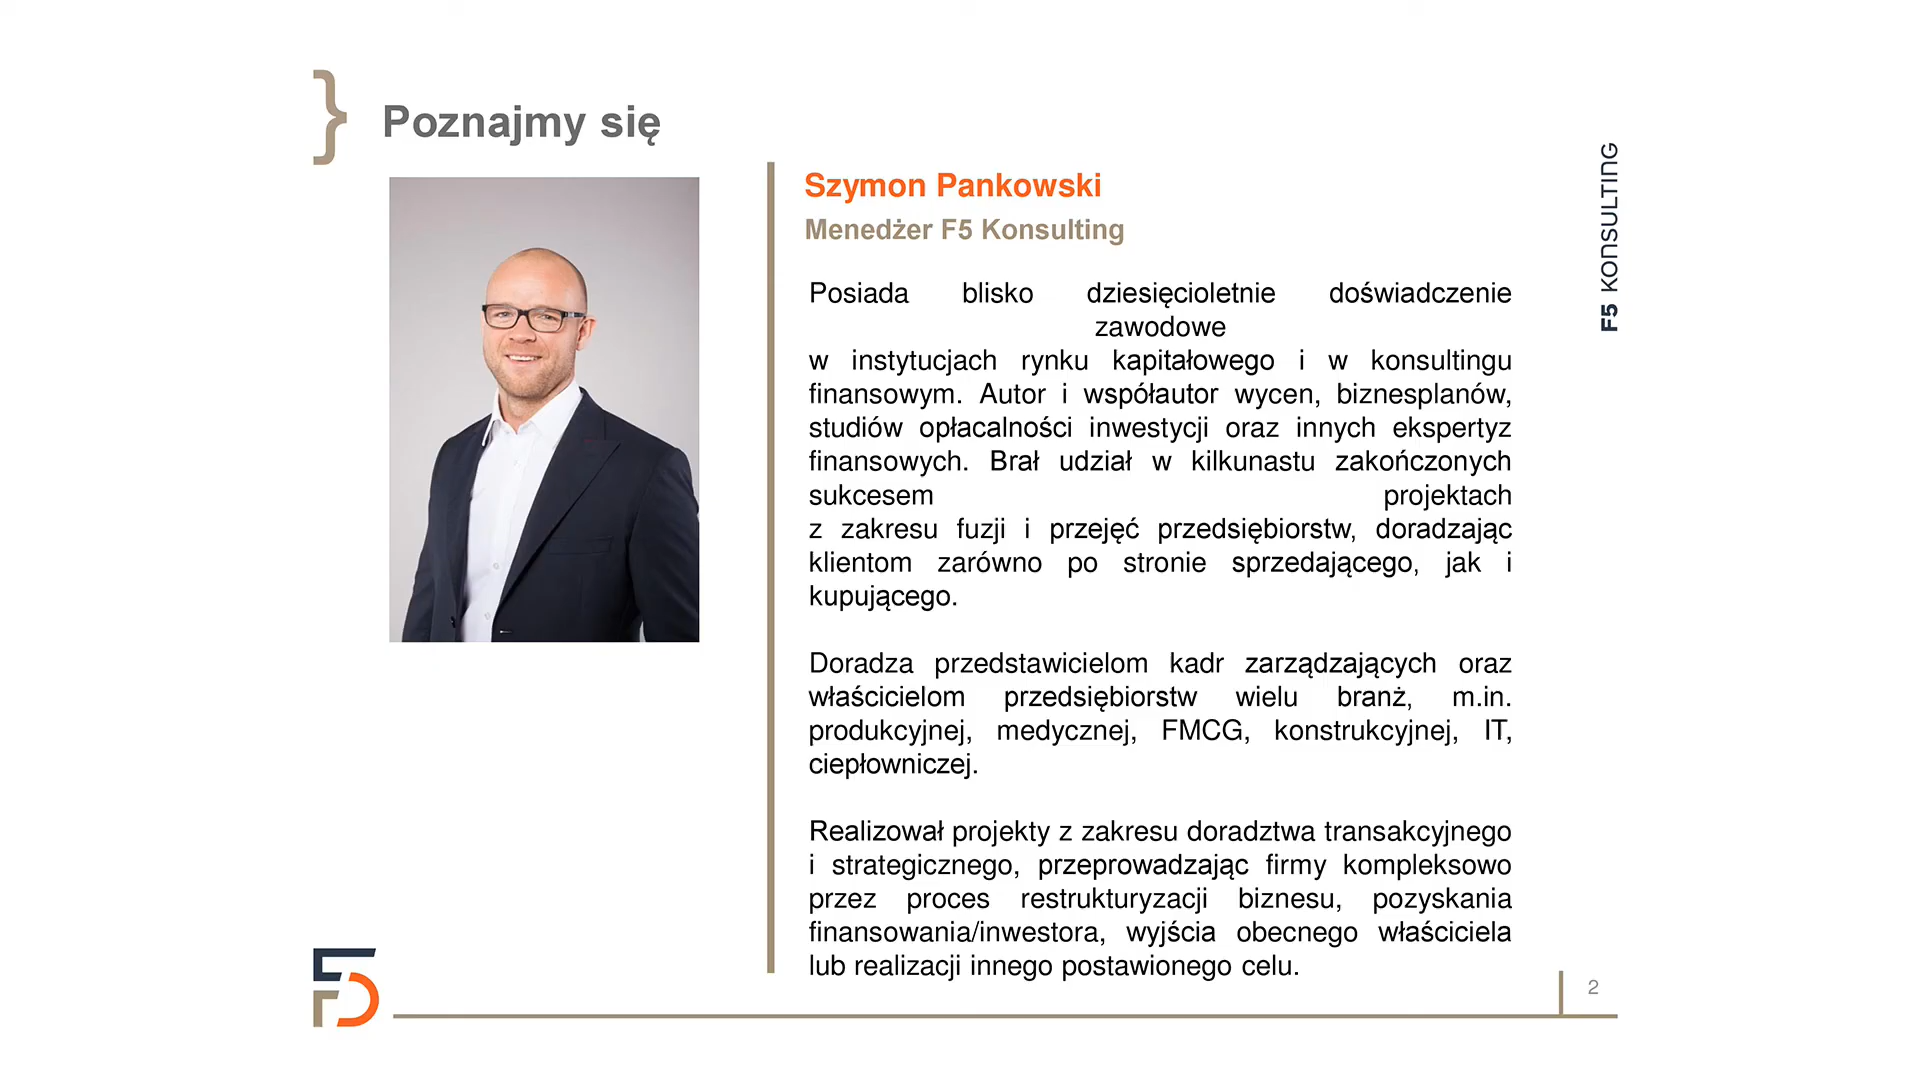 Poznajmy się
Szymon Pankowski
Menedżer F5 Konsulting
Posiada blisko dziesięcioletnie doświadczenie
zawodowe
w instytucjach rynku kapitałowego i w konsultingu
finansowym. Autor i współautor wycen, biznesplanów,
studiów opłacalności inwestycji oraz innych ekspertyz
finansowych. Brał udział w kilkunastu zakończonych
sukcesem projektach
z zakresu fuzji i przejęć przedsiębiorstw, doradzając
klientom zarówno po stronie sprzedającego, jak i
kupującego.
Doradza przedstawicielom kadr zarządzających oraz
właścicielom przedsiębiorstw wielu branż, m.in.
produkcyjnej, medycznej, FMCG, konstrukcyjnej, IT,
ciepłowniczej.
Realizował projekty z zakresu doradztwa transakcyjnego
i strategicznego, przeprowadzając firmy kompleksowo
przez proces restrukturyzacji biznesu, pozyskania
finansowania/inwestora, wyjścia obecnego właściciela
lub realizacji innego postawionego celu.
F5 KONSULTING
2